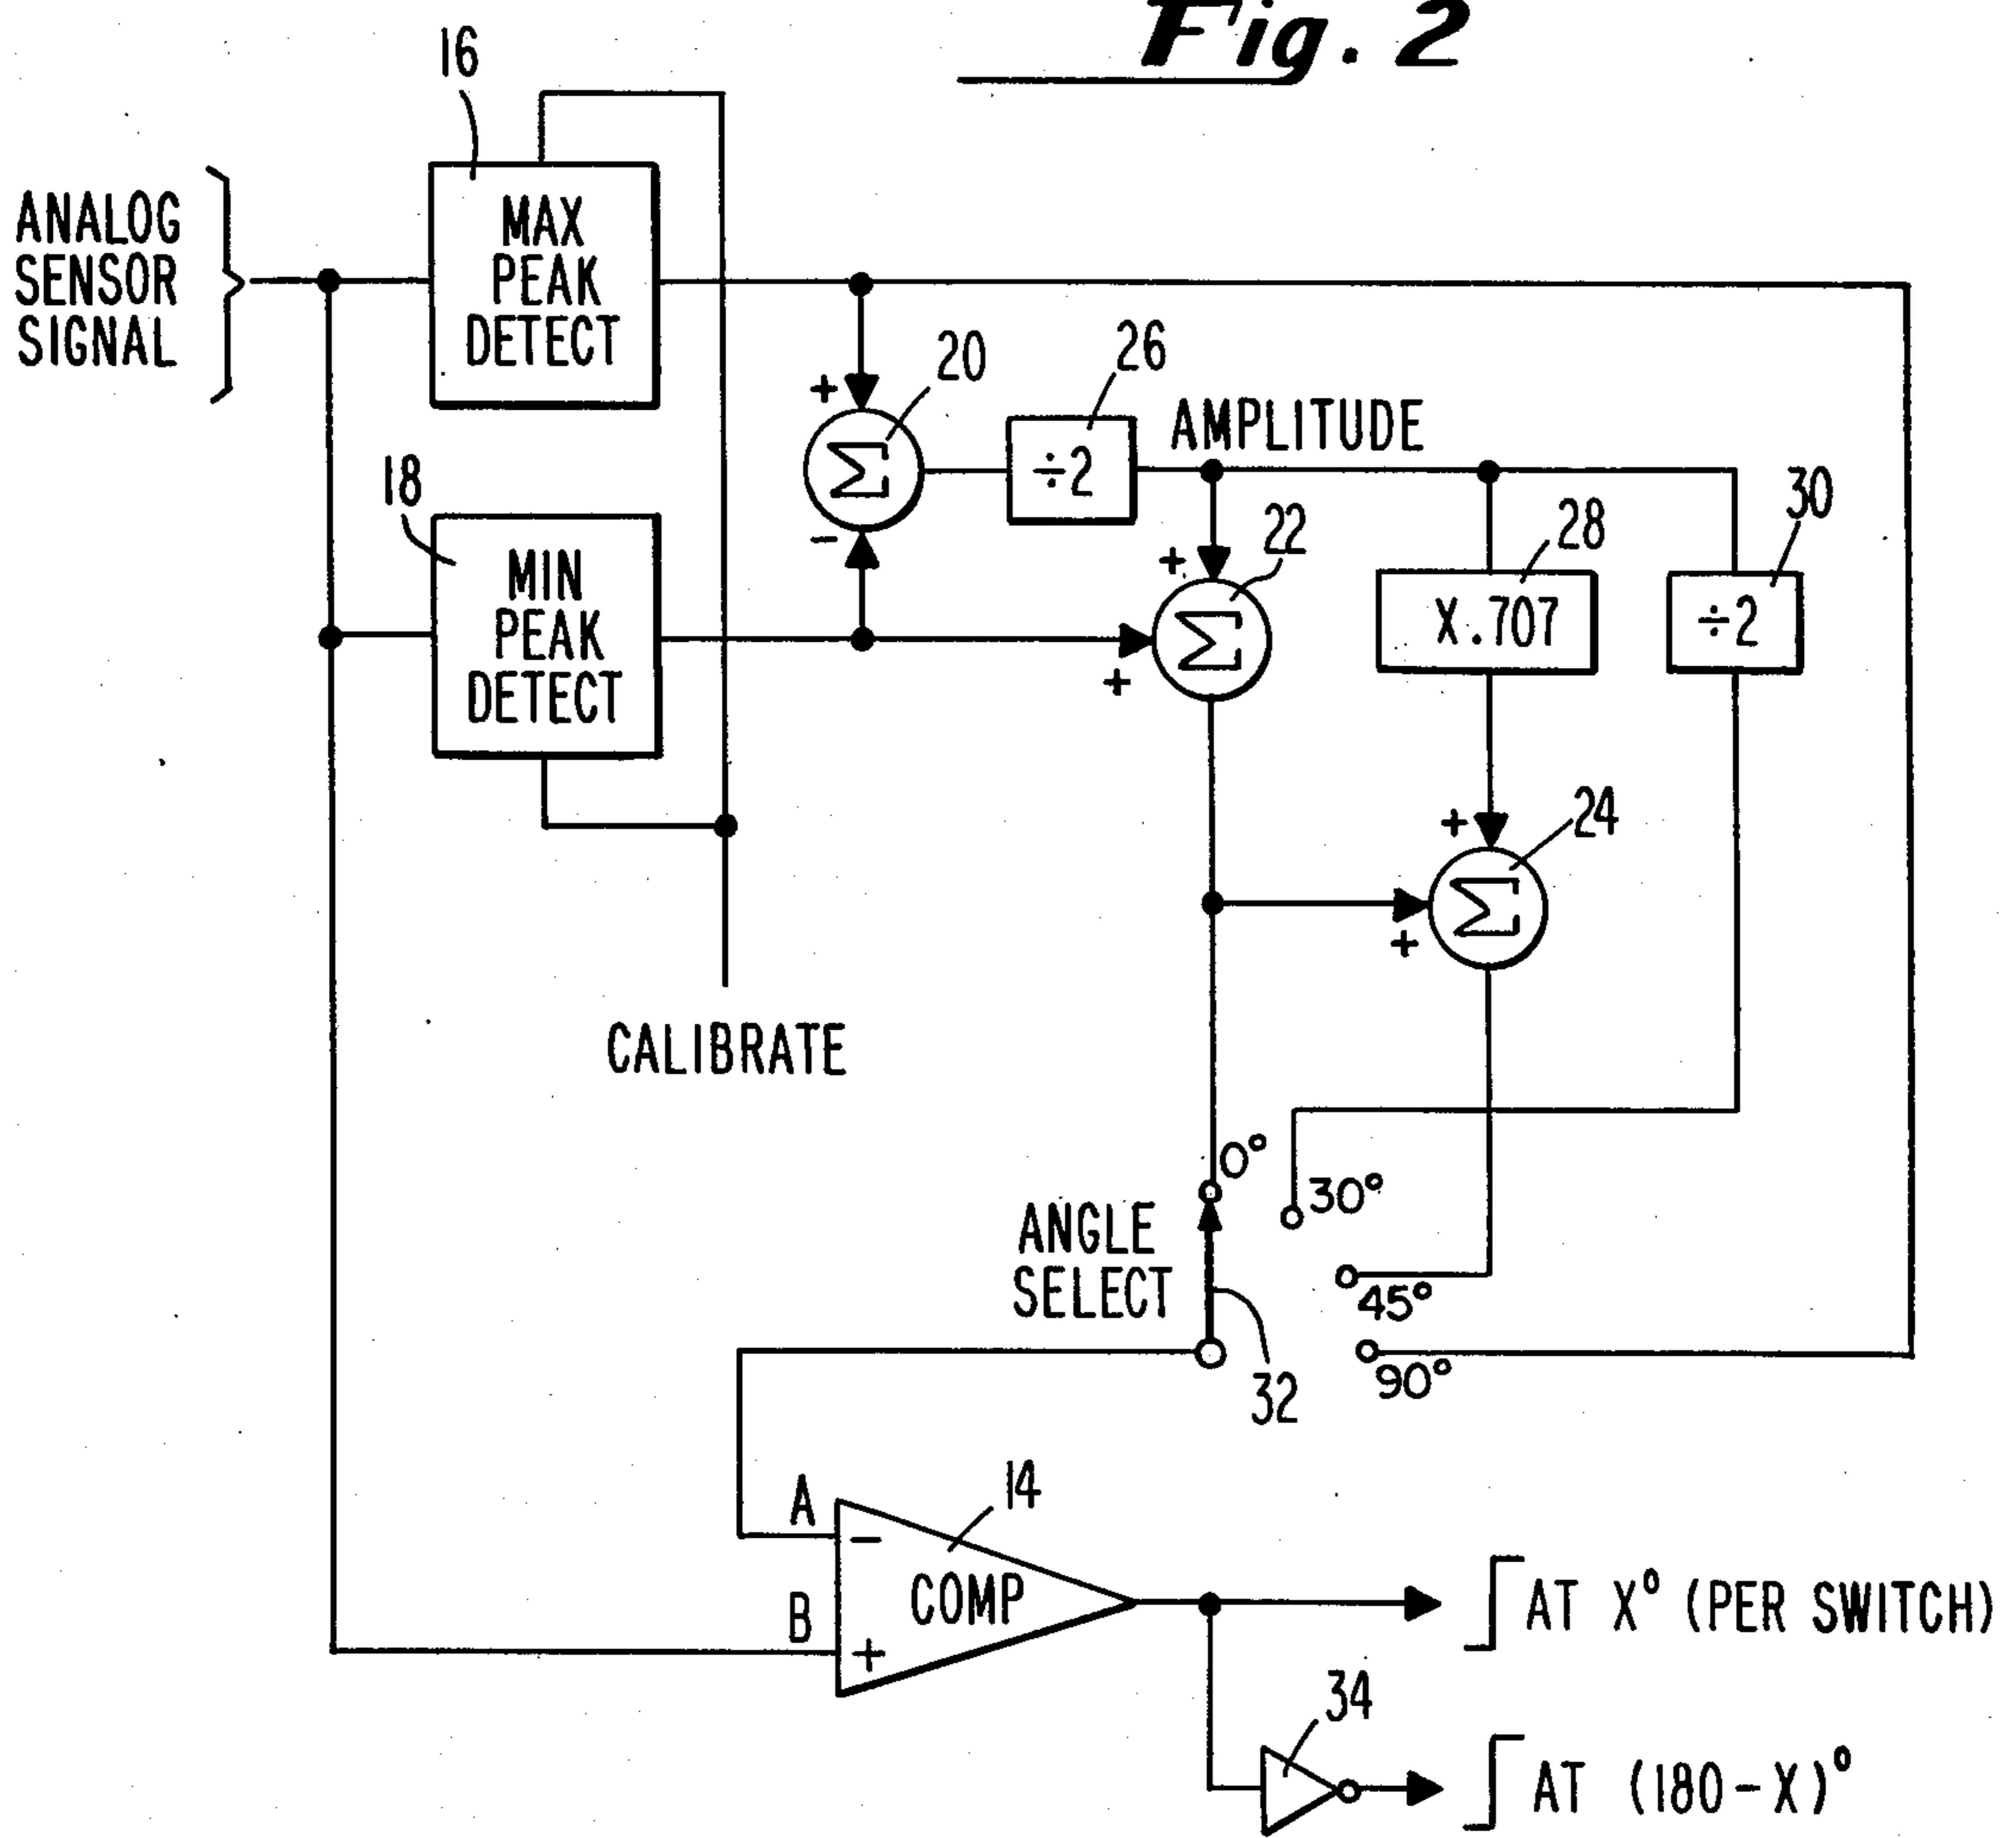 Fig. 2
16
ANALOG
SENSOR
SIGNAL
MAX
PEAK
DETECT
20
26
+
Σ
÷2
AMPLITUDE
-
18
MIN
PEAK
DETECT
22
+
Σ
+
28
X .707
30
÷2
24
+
Σ
+
CALIBRATE
0°
30°
45°
90°
ANGLE
SELECT
32
14
A
-
COMP
B
+
AT X° (PER SWITCH)
34
AT (180-X)°